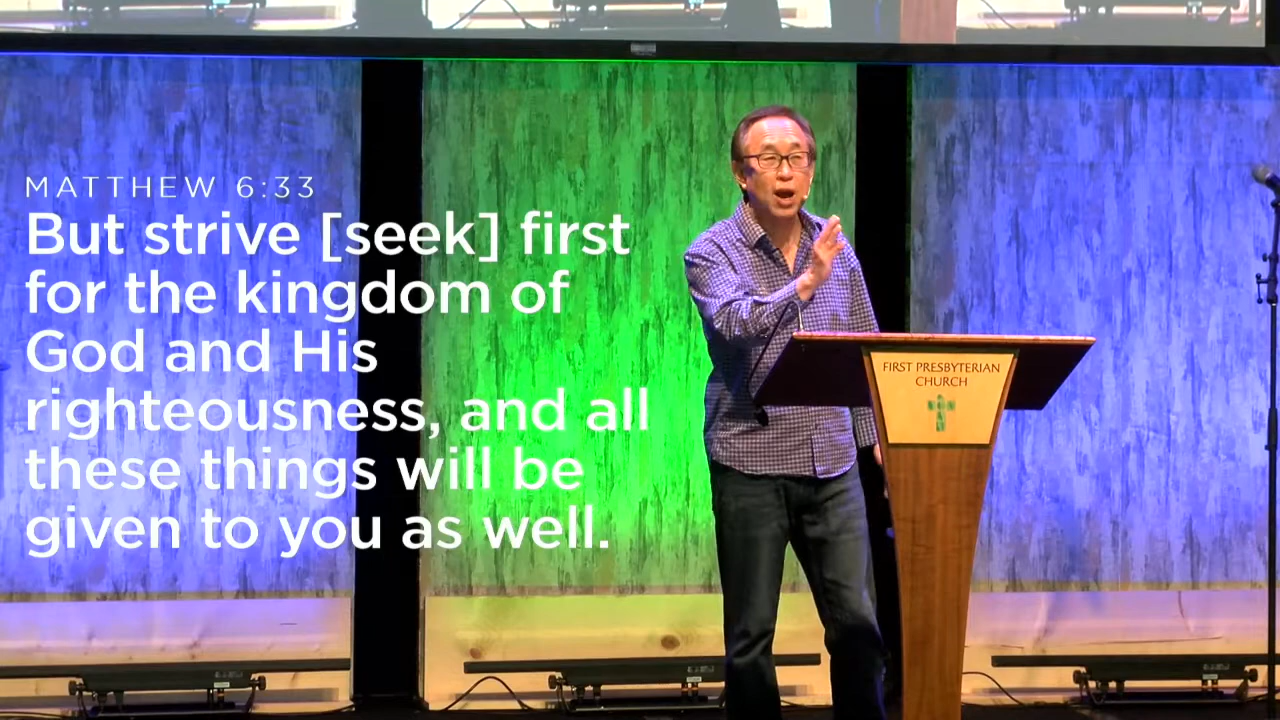 MATTHEW 6:33
But strive [seek] first
for the kingdom of
God and His
righteousness, and all
these things will be
given to you as well.
FIRST PRESBYTERIAN
CHURCH